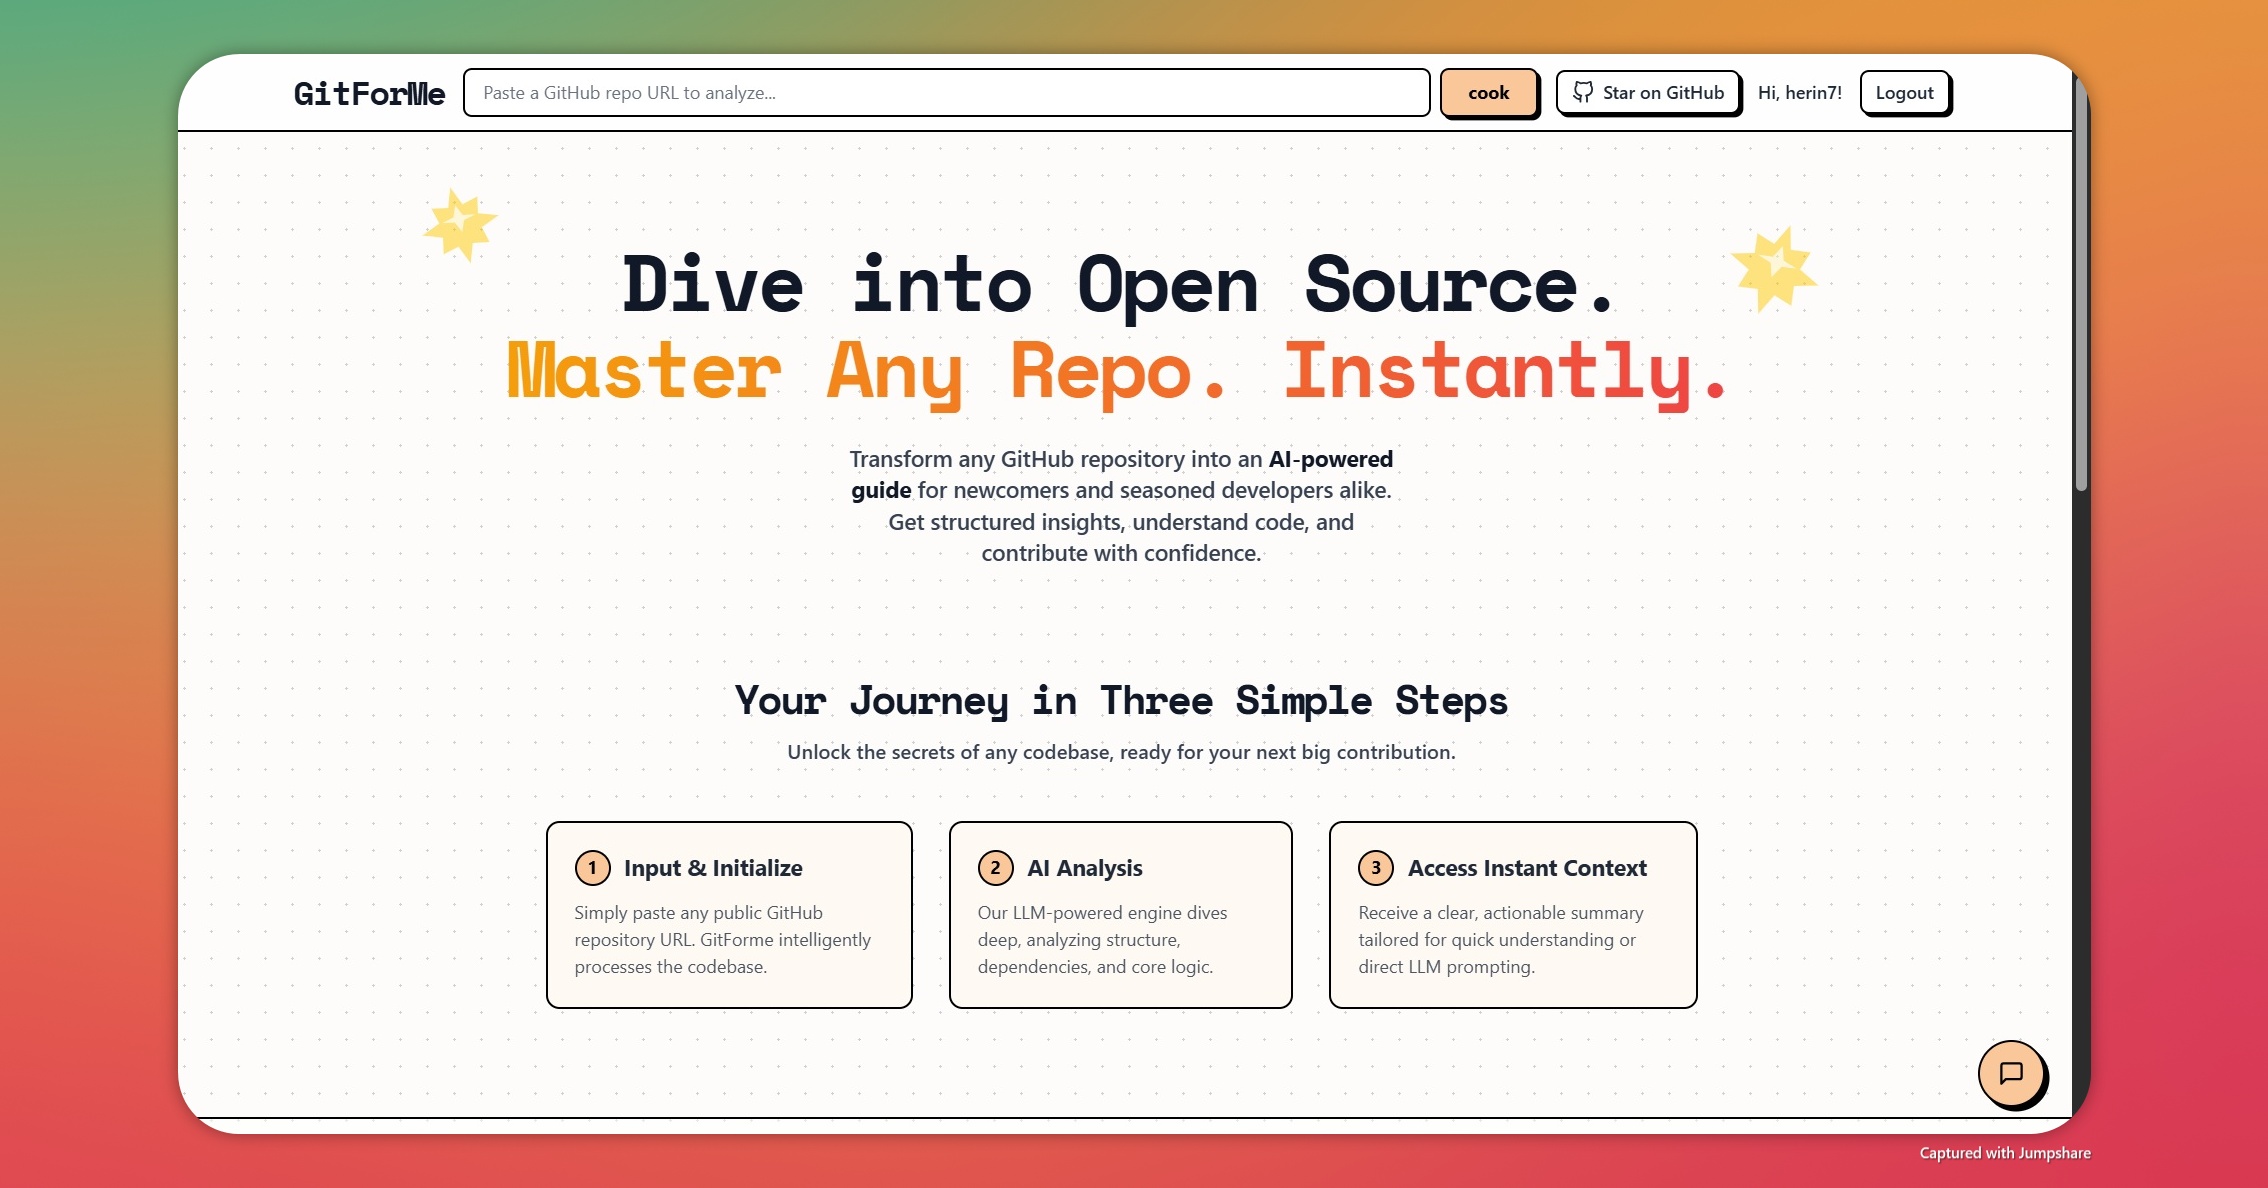 GitForMe
Paste a GitHub repo URL to analyze...
cook
Star on GitHub
Hi, herin7!
Logout
Dive into Open Source.
Master Any Repo. Instantly.
Transform any GitHub repository into an AI-powered
guide for newcomers and seasoned developers alike.
Get structured insights, understand code, and
contribute with confidence.
Your Journey in Three Simple Steps
Unlock the secrets of any codebase, ready for your next big contribution.
1 Input & Initialize
Simply paste any public GitHub
repository URL. GitForme intelligently
processes the codebase.
2 AI Analysis
Our LLM-powered engine dives
deep, analyzing structure,
dependencies, and core logic.
3 Access Instant Context
Receive a clear, actionable summary
tailored for quick understanding or
direct LLM prompting.
Captured with Jumpshare